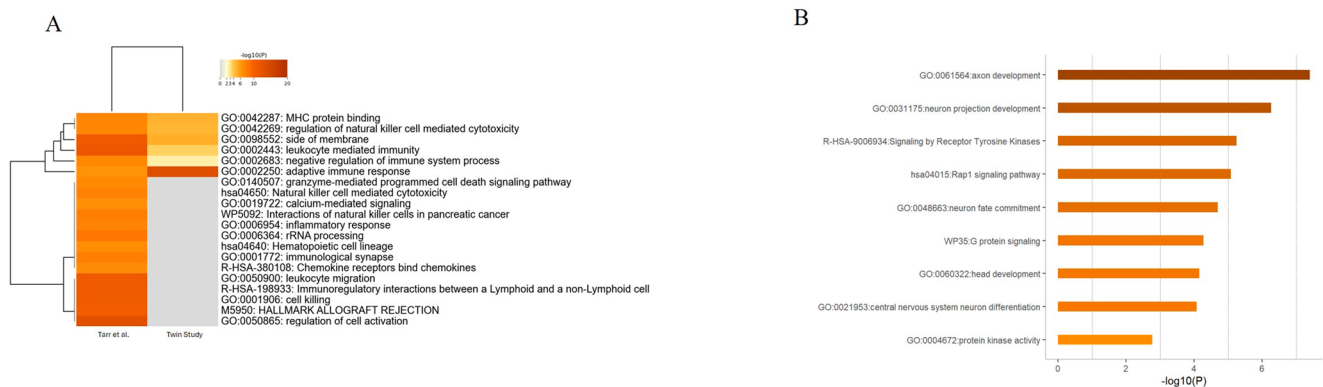 A
-log10(P)
0 2 3 4 6 10 20
GO:0042287: MHC protein binding
GO:0042269: regulation of natural killer cell mediated cytotoxicity
GO:0098552: side of membrane
GO:0002443: leukocyte mediated immunity
GO:0002683: negative regulation of immune system process
GO:0002250: adaptive immune response
GO:0140507: granzyme-mediated programmed cell death signaling pathway
hsa04650: Natural killer cell mediated cytotoxicity
GO:0019722: calcium-mediated signaling
WP5092: Interactions of natural killer cells in pancreatic cancer
GO:0006954: inflammatory response
GO:0006364: rRNA processing
hsa04640: Hematopoietic cell lineage
GO:0001772: immunological synapse
R-HSA-380108: Chemokine receptors bind chemokines
GO:0050900: leukocyte migration
R-HSA-198933: Immunoregulatory interactions between a Lymphoid and a non-Lymphoid cell
GO:0001906: cell killing
M5950: HALLMARK ALLOGRAFT REJECTION
GO:0050865: regulation of cell activation
Tarr et al. Twin Study
B
GO:0061564:axon development
GO:0031175:neuron projection development
R-HSA-9006934:Signaling by Receptor Tyrosine Kinases
hsa04015:Rap1 signaling pathway
GO:0048663:neuron fate commitment
WP35:G protein signaling
GO:0060322:head development
GO:0021953:central nervous system neuron differentiation
GO:0004672:protein kinase activity
0 2 4 6
-log10(P)